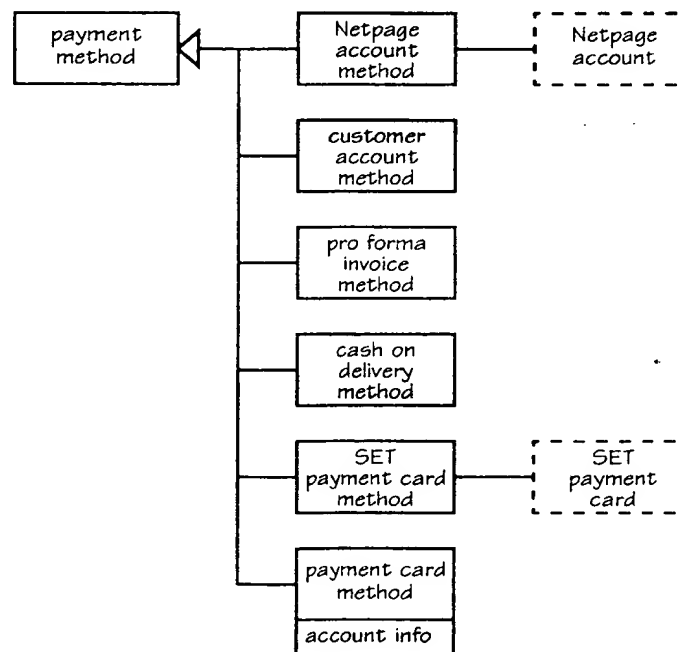 payment
method
Netpage
account
method
Netpage
account
customer
account
method
pro forma
invoice
method
cash on
delivery
method
SET
payment card
method
SET
payment
card
payment card
method
account info